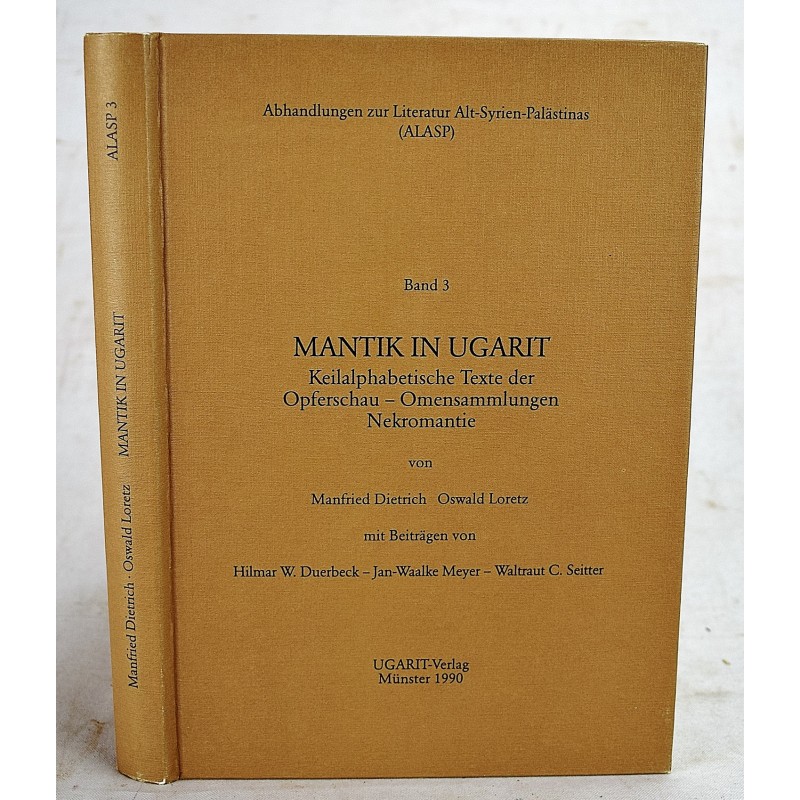 Abhandlungen zur Literatur Alt-Syrien-Palästinas
(ALASP)
Band 3
MANTIK IN UGARIT
Keilalphabetische Texte der
Opferschau – Omensammlungen
Nekromantie
von
Manfried Dietrich Oswald Loretz
mit Beiträgen von
Hilmar W. Duerbeck – Jan-Waalke Meyer – Waltraut C. Seitter
UGARIT-Verlag
Münster 1990
Manfried Dietrich · Oswald Loretz MANTIK IN UGARIT ALASP 3